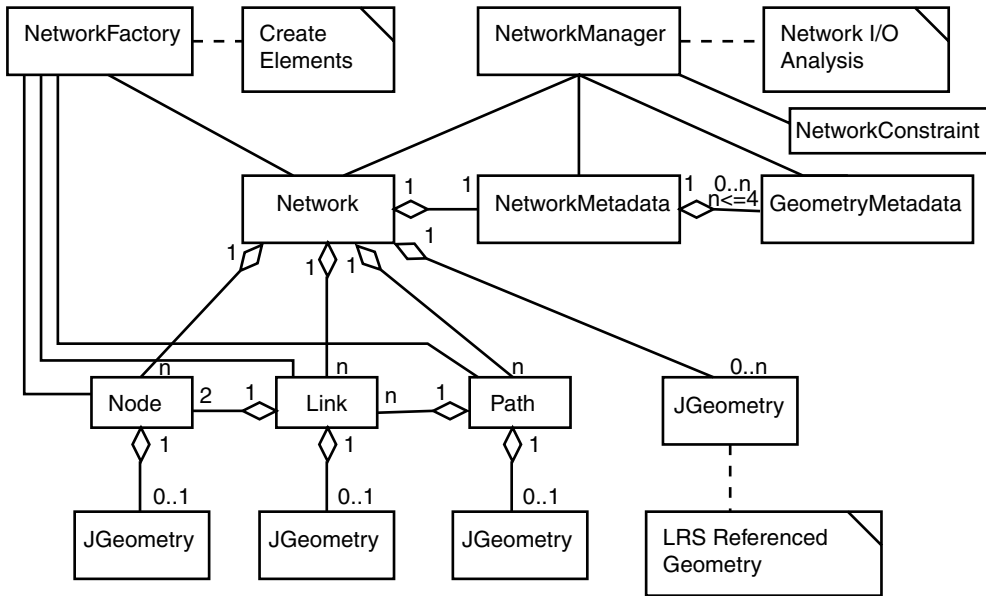 NetworkFactory
Create
Elements
NetworkManager
Network I/O
Analysis
NetworkConstraint
Network
1
1
NetworkMetadata
1
0..n
n<=4
GeometryMetadata
1
1
1
1
n
n
n
0..n
Node
2
1
Link
n
1
Path
JGeometry
1
1
1
0..1
0..1
0..1
JGeometry
JGeometry
JGeometry
LRS Referenced
Geometry